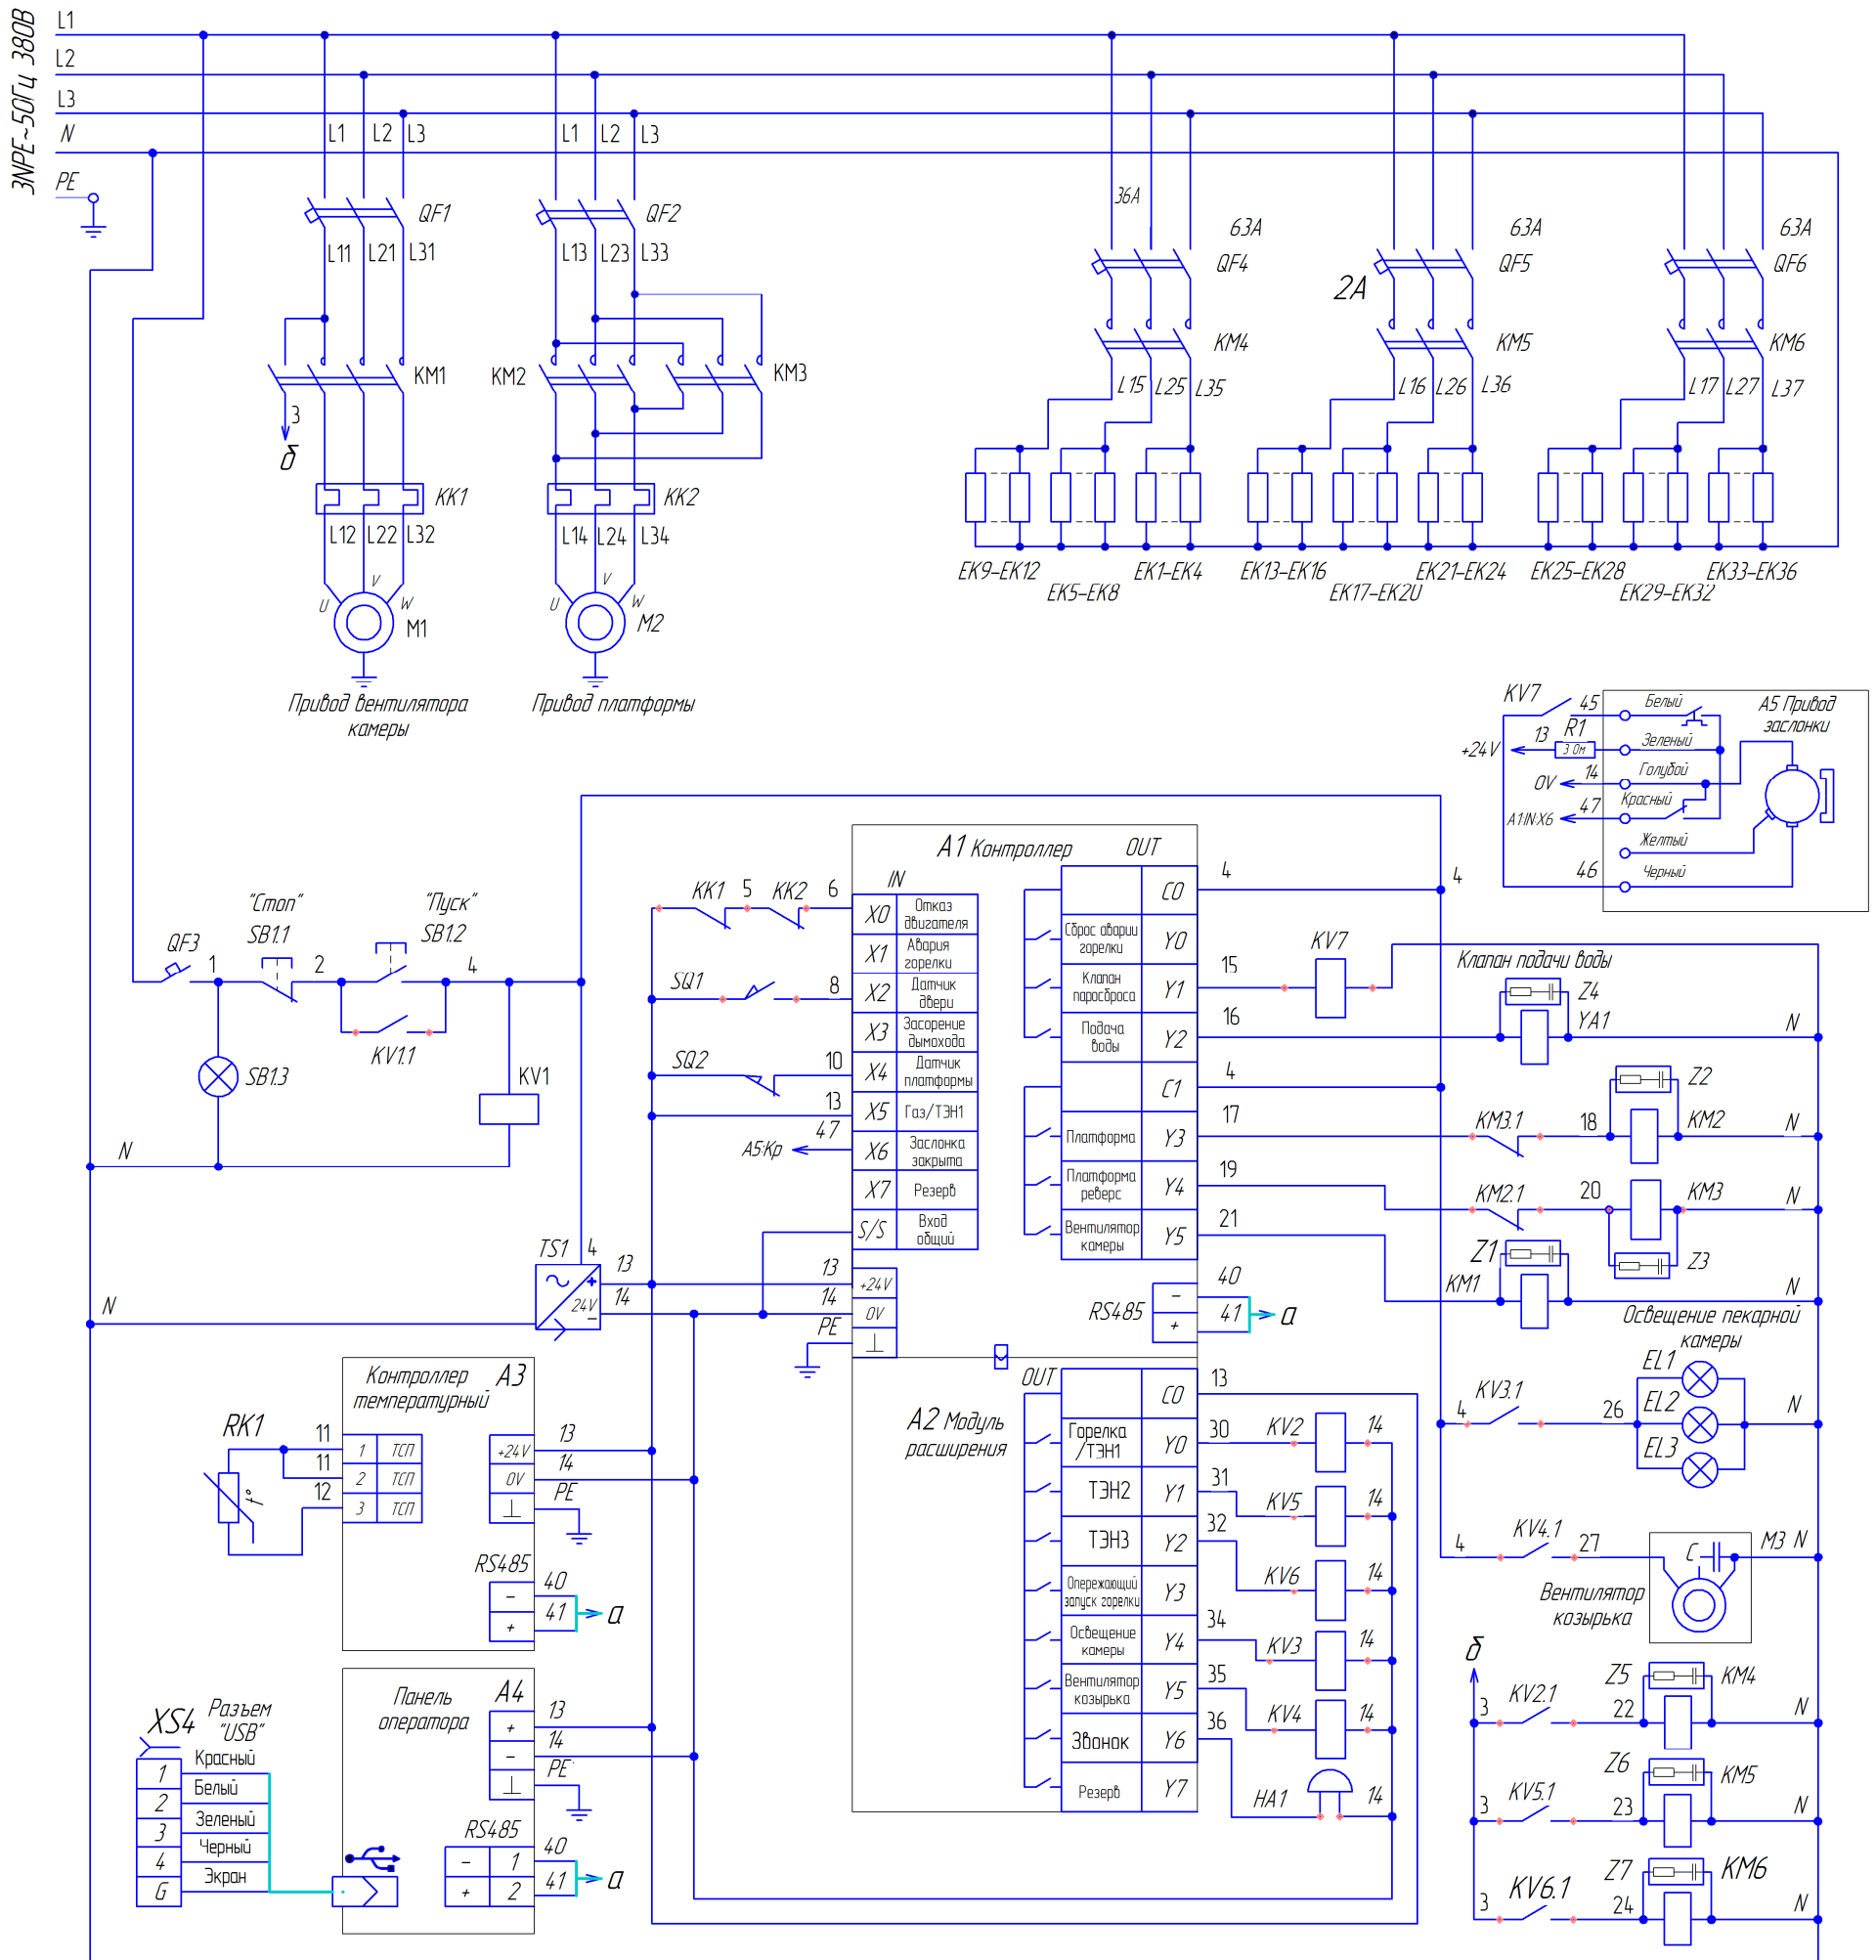 3NPE~50Гц 380В
L1
L2
L3
N
PE
L1
L2
L3
L1
L2
L3
QF1
QF2
L11
L21
L31
L13
L23
L33
36А
63А
QF4
63А
QF5
2А
63А
QF6
KM1
3
δ
KM2
KM3
KM4
L15
L25
L35
KM5
L16
L26
L36
KM6
L17
L27
L37
KK1
KK2
L12
L22
L32
L14
L24
L34
U
V
W
M1
U
V
W
M2
EK9-EK12
EK5-EK8
EK1-EK4
EK13-EK16
EK17-EK20
EK21-EK24
EK25-EK28
EK29-EK32
EK33-EK36
Привод вентилятора
камеры
Привод платформы
KV7
45
Белый
А5 Привод
заслонки
+24V
13
R1
3 Ом
Зеленый
0V
14
Голубой
A1:IN:X6
47
Красный
Желтый
46
Черный
QF3
1
"Стоп"
SB1.1
2
"Пуск"
SB1.2
4
KV1.1
SB1.3
KV1
N
A1 Контроллер
OUT
IN
KK1
5
KK2
6
X0
Отказ
двигателя
X1
Авария
горелки
SQ1
8
X2
Датчик
двери
X3
Засорение
дымохода
SQ2
10
X4
Датчик
платформы
13
X5
Газ/ТЭН1
A5:Кр
47
X6
Заслонка
закрыта
X7
Резерв
S/S
Вход
общий
13
+24V
14
0V
PE
C0
4
4
Сброс аварии
горелки
Y0
Клапан
паросброса
Y1
15
KV7
Подача
воды
Y2
16
Клапан подачи воды
Z4
YA1
N
C1
4
Платформа
Y3
17
KM3.1
18
Z2
KM2
N
Платформа
реверс
Y4
19
KM2.1
20
KM3
N
Z3
Вентилятор
камеры
Y5
21
Z1
KM1
N
RS485
-
40
+
41
a
TS1
4
24V
+
-
13
14
N
Освещение пекарной
камеры
EL1
EL2
EL3
4
KV3.1
26
N
Контроллер
температурный
A3
RK1
t°
11
1
ТСП
11
2
ТСП
12
3
ТСП
+24V
13
0V
14
PE
RS485
-
40
+
41
a
A2 Модуль
расширения
OUT
C0
13
Горелка
/ТЭН1
Y0
30
KV2
14
ТЭН2
Y1
31
KV5
14
ТЭН3
Y2
32
KV6
14
Опережающий
запуск горелки
Y3
Освещение
камеры
Y4
34
KV3
14
Вентилятор
козырька
Y5
35
KV4
14
Звонок
Y6
36
HA1
14
Резерв
Y7
4
KV4.1
27
C
M3
N
Вентилятор
козырька
δ
3
KV2.1
22
Z5
KM4
N
3
KV5.1
23
Z6
KM5
N
3
KV6.1
24
Z7
KM6
N
Панель
оператора
A4
+
13
-
14
PE
RS485
-
1
40
+
2
41
a
XS4
Разъем
"USB"
1
Красный
2
Белый
3
Зеленый
4
Черный
G
Экран